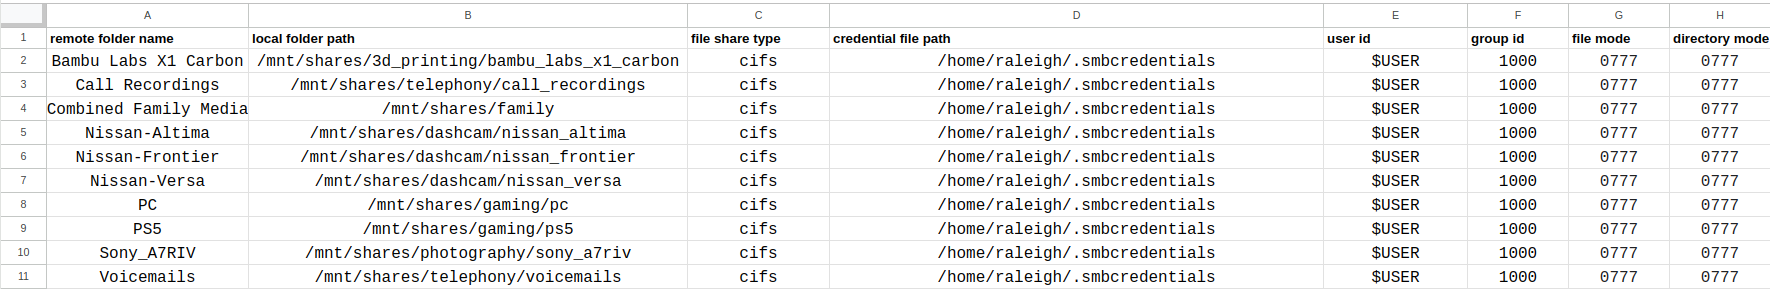 A B C D E F G H
1 remote folder name local folder path file share type credential file path user id group id file mode directory mode
2 Bambu Labs X1 Carbon /mnt/shares/3d_printing/bambu_labs_x1_carbon cifs /home/raleigh/.smbcredentials $USER 1000 0777 0777
3 Call Recordings /mnt/shares/telephony/call_recordings cifs /home/raleigh/.smbcredentials $USER 1000 0777 0777
4 Combined Family Media /mnt/shares/family cifs /home/raleigh/.smbcredentials $USER 1000 0777 0777
5 Nissan-Altima /mnt/shares/dashcam/nissan_altima cifs /home/raleigh/.smbcredentials $USER 1000 0777 0777
6 Nissan-Frontier /mnt/shares/dashcam/nissan_frontier cifs /home/raleigh/.smbcredentials $USER 1000 0777 0777
7 Nissan-Versa /mnt/shares/dashcam/nissan_versa cifs /home/raleigh/.smbcredentials $USER 1000 0777 0777
8 PC /mnt/shares/gaming/pc cifs /home/raleigh/.smbcredentials $USER 1000 0777 0777
9 PS5 /mnt/shares/gaming/ps5 cifs /home/raleigh/.smbcredentials $USER 1000 0777 0777
10 Sony_A7RIV /mnt/shares/photography/sony_a7riv cifs /home/raleigh/.smbcredentials $USER 1000 0777 0777
11 Voicemails /mnt/shares/telephony/voicemails cifs /home/raleigh/.smbcredentials $USER 1000 0777 0777